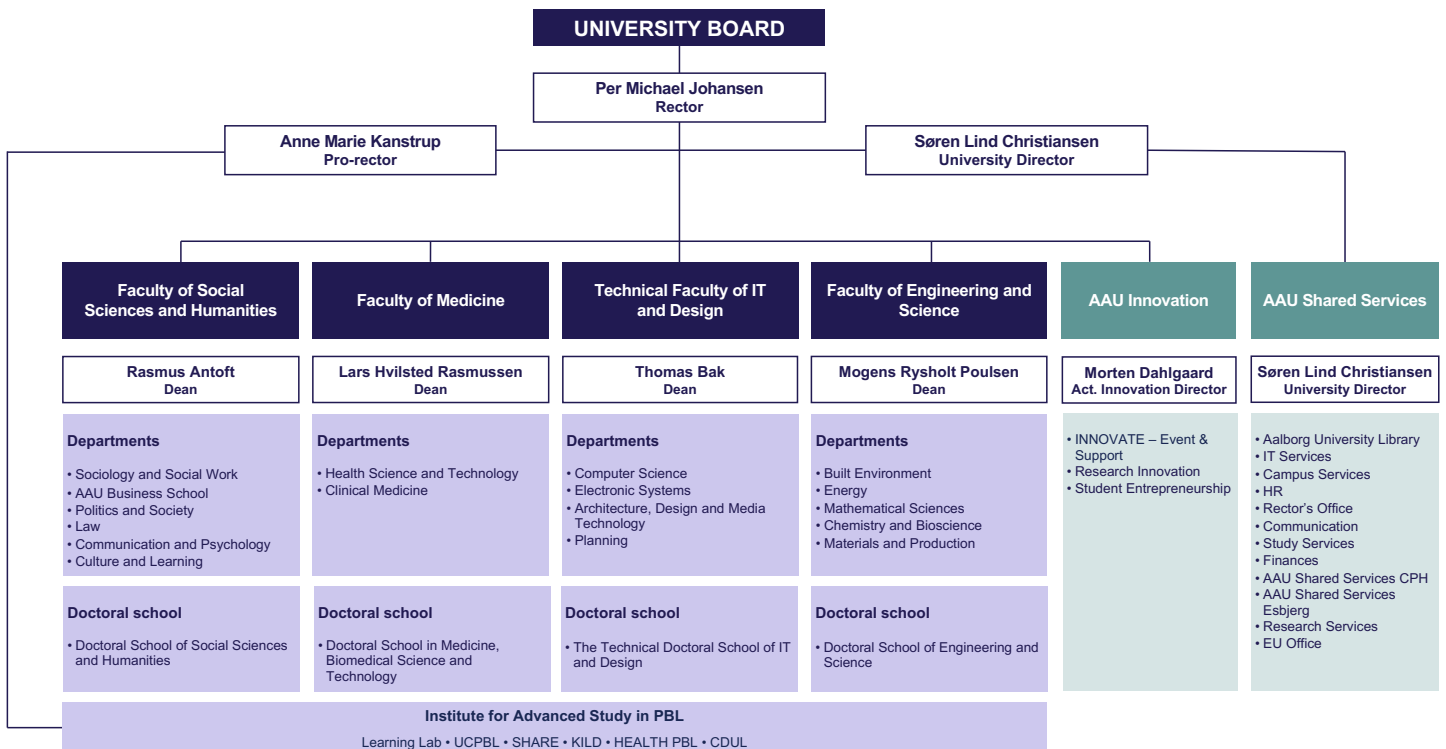 UNIVERSITY BOARD
Per Michael Johansen
Rector
Anne Marie Kanstrup
Pro-rector
Søren Lind Christiansen
University Director
Faculty of Social
Sciences and Humanities
Faculty of Medicine
Technical Faculty of IT
and Design
Faculty of Engineering and
Science
AAU Innovation
AAU Shared Services
Rasmus Antoft
Dean
Lars Hvilsted Rasmussen
Dean
Thomas Bak
Dean
Mogens Rysholt Poulsen
Dean
Morten Dahlgaard
Act. Innovation Director
Søren Lind Christiansen
University Director
Departments
• Sociology and Social Work
• AAU Business School
• Politics and Society
• Law
• Communication and Psychology
• Culture and Learning
Departments
• Health Science and Technology
• Clinical Medicine
Departments
• Computer Science
• Electronic Systems
• Architecture, Design and Media
Technology
• Planning
Departments
• Built Environment
• Energy
• Mathematical Sciences
• Chemistry and Bioscience
• Materials and Production
• INNOVATE – Event &
Support
• Research Innovation
• Student Entrepreneurship
• Aalborg University Library
• IT Services
• Campus Services
• HR
• Rector's Office
• Communication
• Study Services
• Finances
• AAU Shared Services CPH
• AAU Shared Services
Esbjerg
• Research Services
• EU Office
Doctoral school
• Doctoral School of Social Sciences
and Humanities
Doctoral school
• Doctoral School in Medicine,
Biomedical Science and
Technology
Doctoral school
• The Technical Doctoral School of IT
and Design
Doctoral school
• Doctoral School of Engineering and
Science
Institute for Advanced Study in PBL
Learning Lab • UCPBL • SHARE • KILD • HEALTH PBL • CDUL